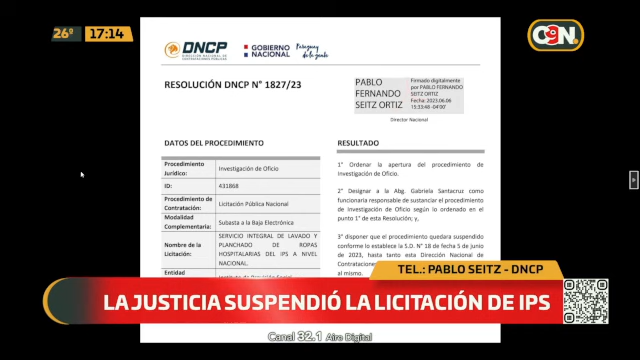 26º 17:14
C9N.
DNCP
DIRECCIÓN NACIONAL DE
CONTRATACIONES PÚBLICAS
GOBIERNO
NACIONAL
Paraguay
de la gente
RESOLUCIÓN DNCP N° 1827/23
PABLO
FERNANDO
SEITZ ORTIZ
Firmado digitalmente
por PABLO FERNANDO
SEITZ ORTIZ
Fecha: 2023.06.06
15:33:46 -04'00'
Director Nacional
DATOS DEL PROCEDIMIENTO
Procedimiento
Jurídico:
Investigación de Oficio
ID:
431868
Procedimiento de
Contratación:
Licitación Pública Nacional
Modalidad
Complementaria:
Subasta a la Baja Electrónica
Nombre de la
Licitación:
SERVICIO INTEGRAL DE LAVADO Y
PLANCHADO DE ROPAS
HOSPITALARIAS DEL IPS A NIVEL
NACIONAL.
Entidad
RESULTADO
1° Ordenar la apertura del procedimiento de
Investigación de Oficio.
2° Designar a la Abg. Gabriela Santacruz como
funcionaria responsable de sustanciar el procedimiento
de Investigación de Oficio según lo ordenado en el
punto 1° de esta Resolución; y,
3° disponer que el procedimiento quedara suspendido
conforme lo establece la S.D. N° 18 de fecha 5 de junio
de 2023, hasta tanto esta Dirección Nacional de
Contrataciones
al mismo.
TEL.: PABLO SEITZ - DNCP
LA JUSTICIA SUSPENDIÓ LA LICITACIÓN DE IPS
Canal 32.1 Aire Digital